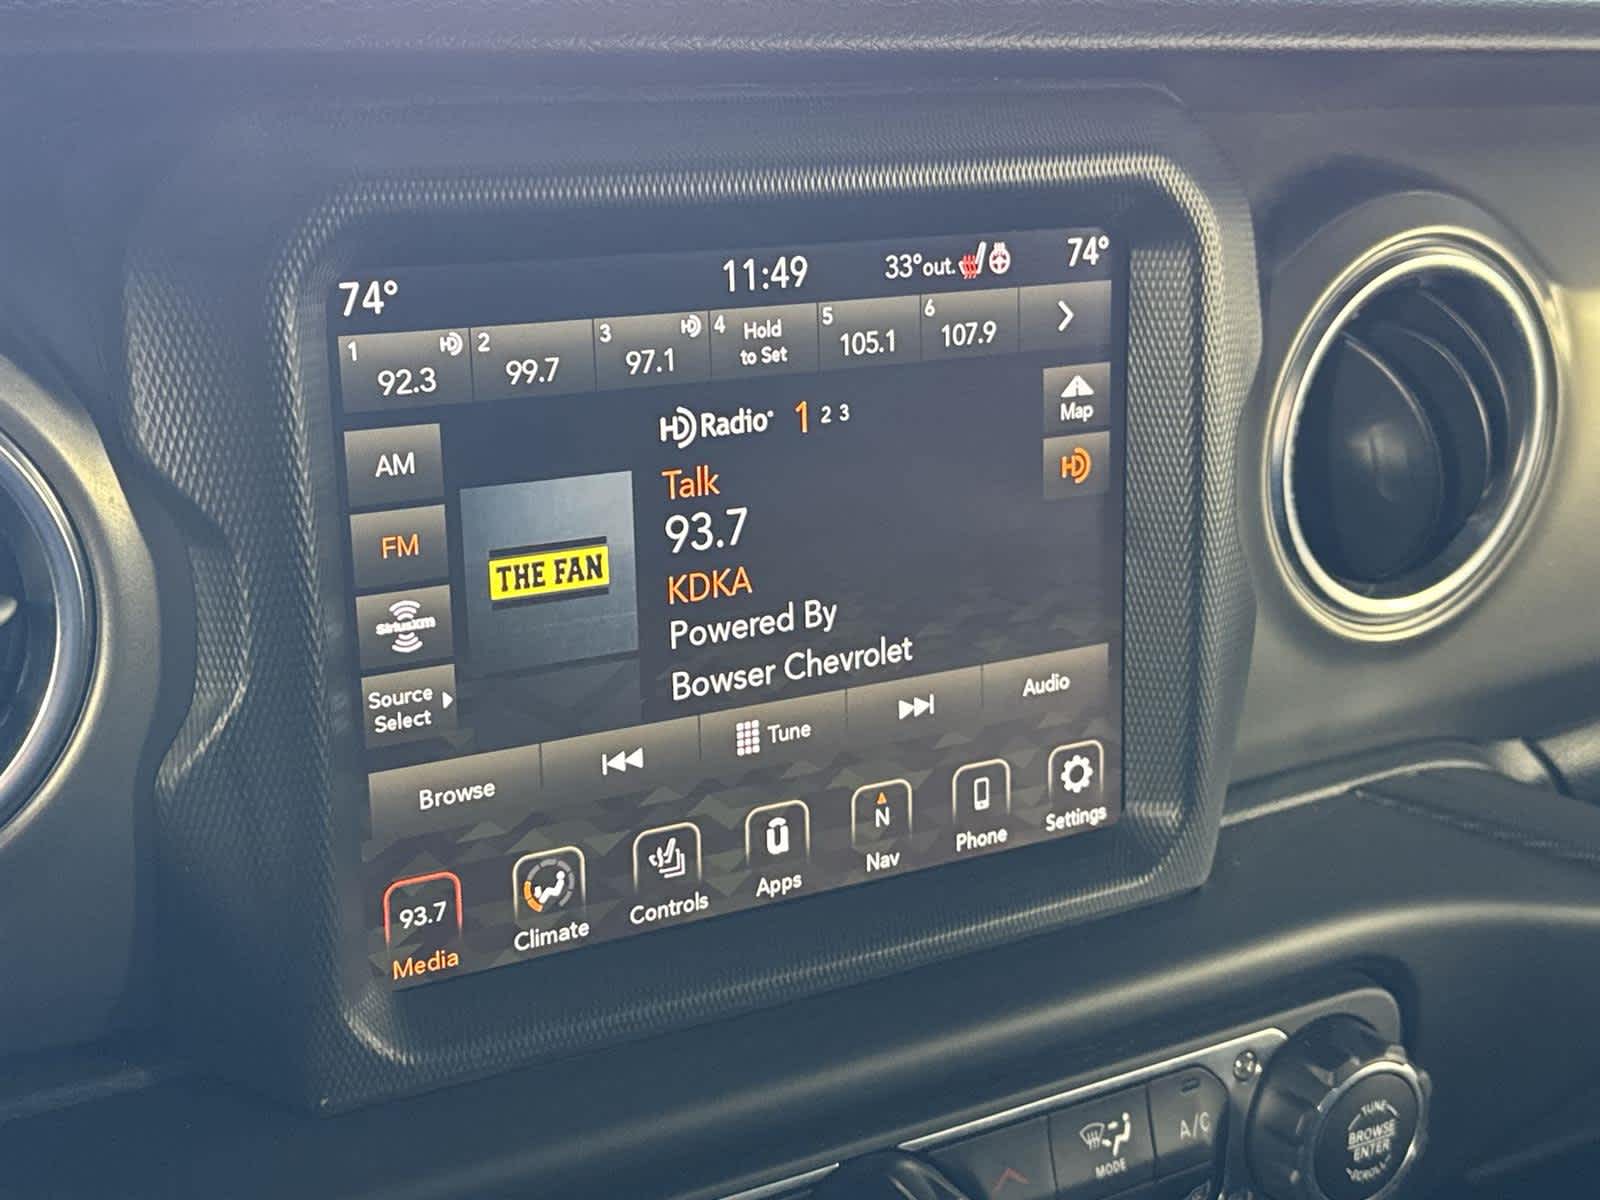 74°
11:49
33°out.
74°
1
92.3
2
99.7
3
97.1
4
Hold
to Set
5
105.1
6
107.9
HD Radio 1 2 3
Map
AM
HD
Talk
93.7
FM
THE FAN
KDKA
SiriusXM
Powered By
Bowser Chevrolet
Source
Select
Browse
Tune
Audio
93.7
Media
Climate
Controls
Apps
N
Nav
Phone
Settings
MODE
A/C
TUNE
BROWSE
ENTER
SCROLL